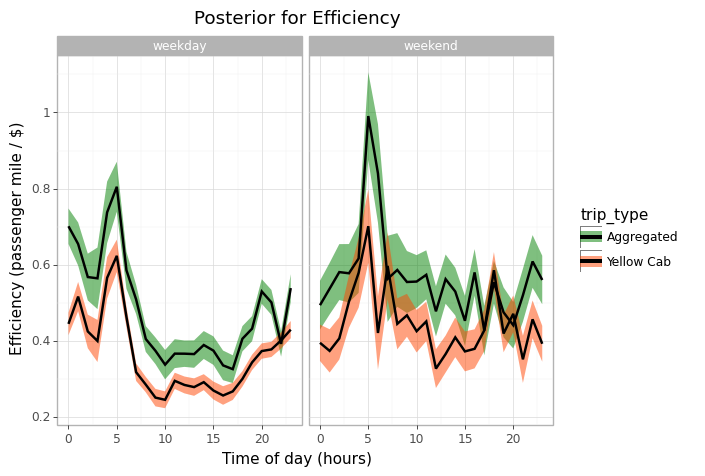 Posterior for Efficiency
weekday
weekend
Efficiency (passenger mile / $)
1
0.8
0.6
0.4
0.2
0 5 10 15 20
0 5 10 15 20
Time of day (hours)
trip_type
Aggregated
Yellow Cab